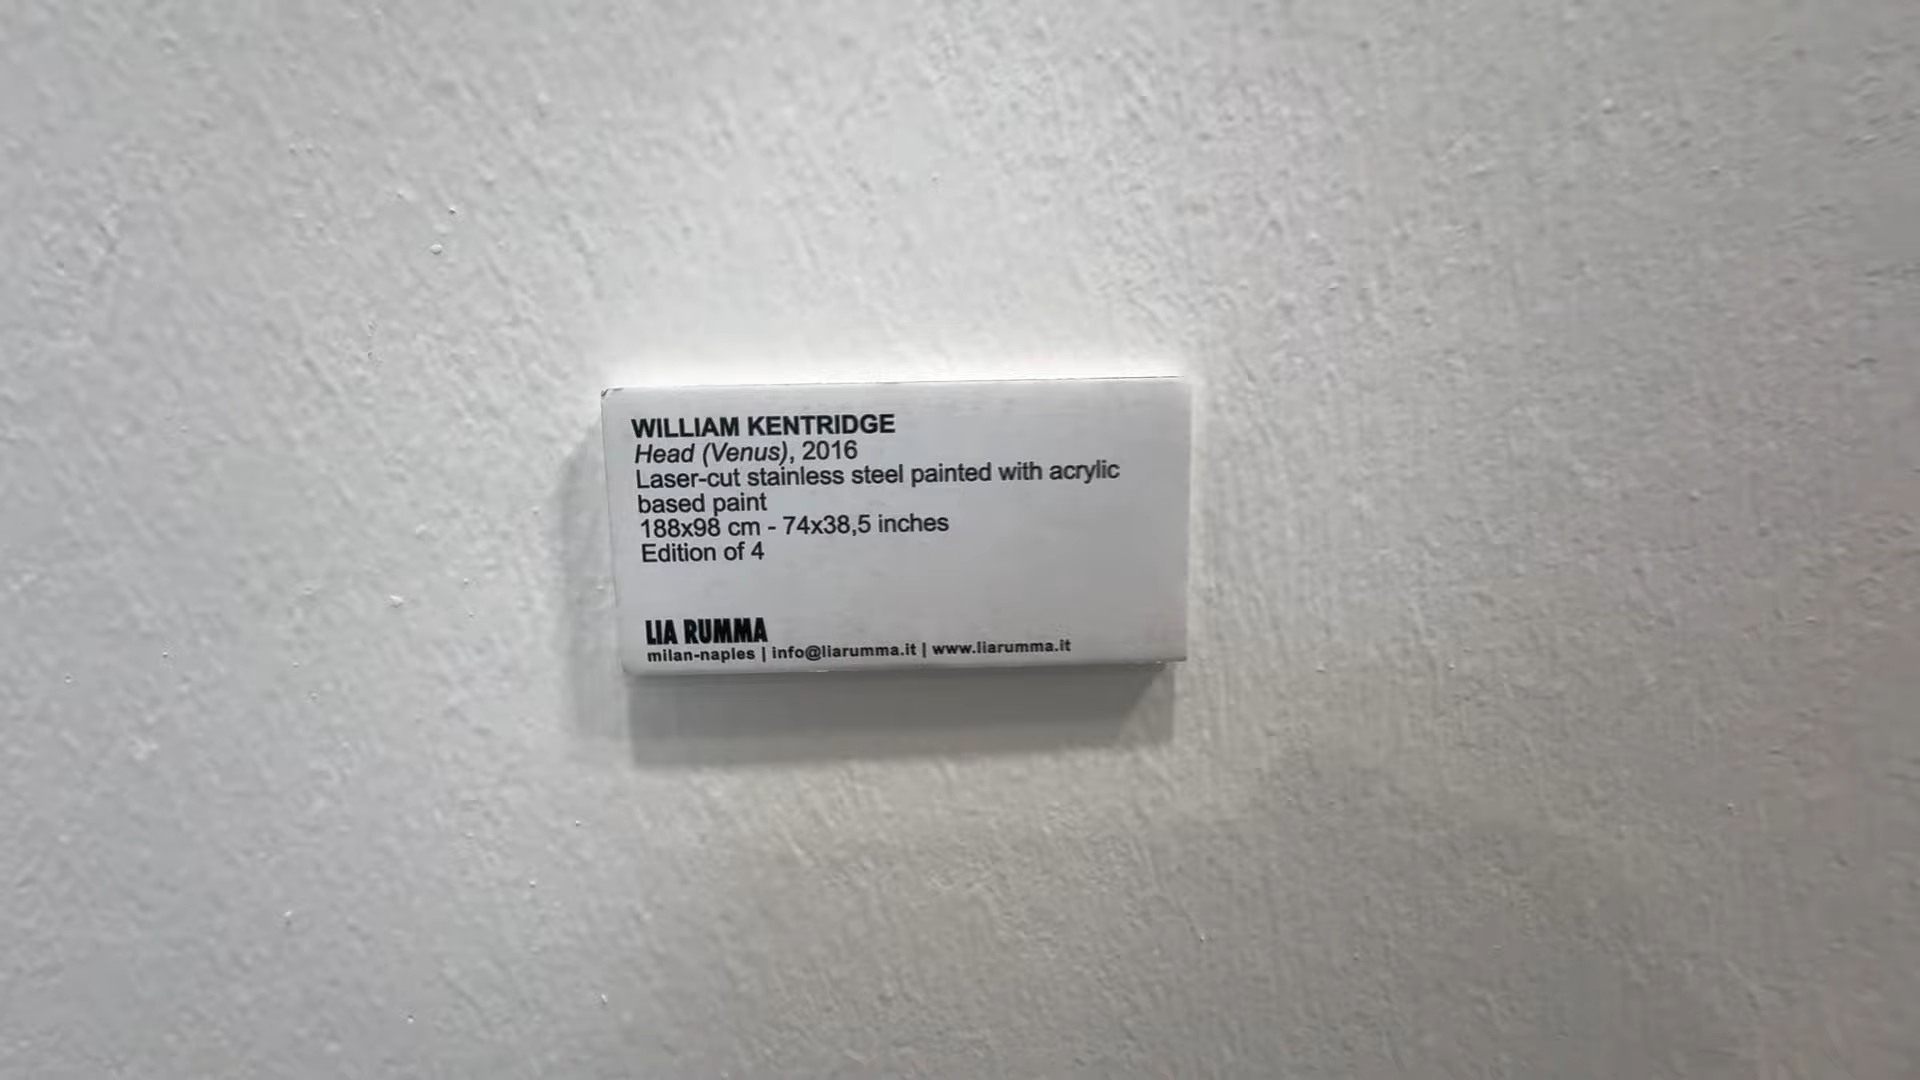 WILLIAM KENTRIDGE
Head (Venus), 2016
Laser-cut stainless steel painted with acrylic
based paint
188x98 cm - 74x38,5 inches
Edition of 4
LIA RUMMA
milan-naples | info@liarumma.it | www.liarumma.it